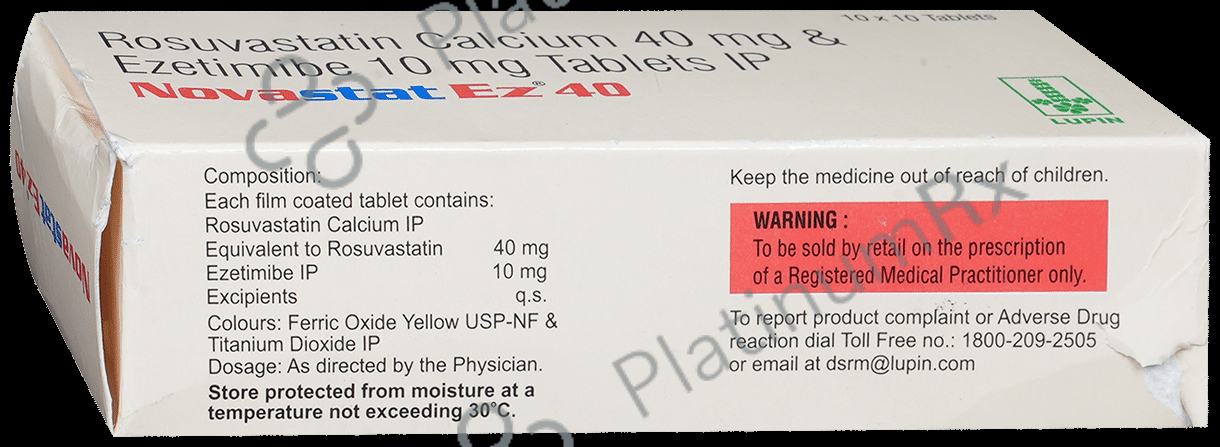 10 x 10 Tablets
Rosuvastatin Calcium 40 mg &
Ezetimibe 10 mg Tablets IP
Novastat Ez® 40
LUPIN
Novastat Ez 40
Composition:
Each film coated tablet contains:
Rosuvastatin Calcium IP
Equivalent to Rosuvastatin 40 mg
Ezetimibe IP 10 mg
Excipients q.s.
Colours: Ferric Oxide Yellow USP-NF &
Titanium Dioxide IP
Dosage: As directed by the Physician.
Store protected from moisture at a
temperature not exceeding 30°C.
Keep the medicine out of reach of children.
WARNING :
To be sold by retail on the prescription
of a Registered Medical Practitioner only.
To report product complaint or Adverse Drug
reaction dial Toll Free no.: 1800-209-2505
or email at dsrm@lupin.com
PlatinumRx